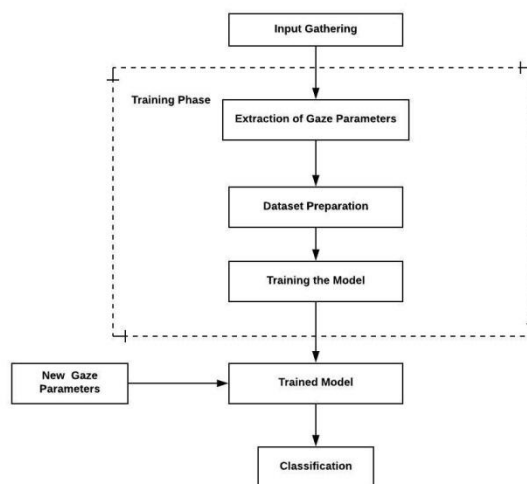 Input Gathering
Training Phase
Extraction of Gaze Parameters
Dataset Preparation
Training the Model
New Gaze
Parameters
Trained Model
Classification